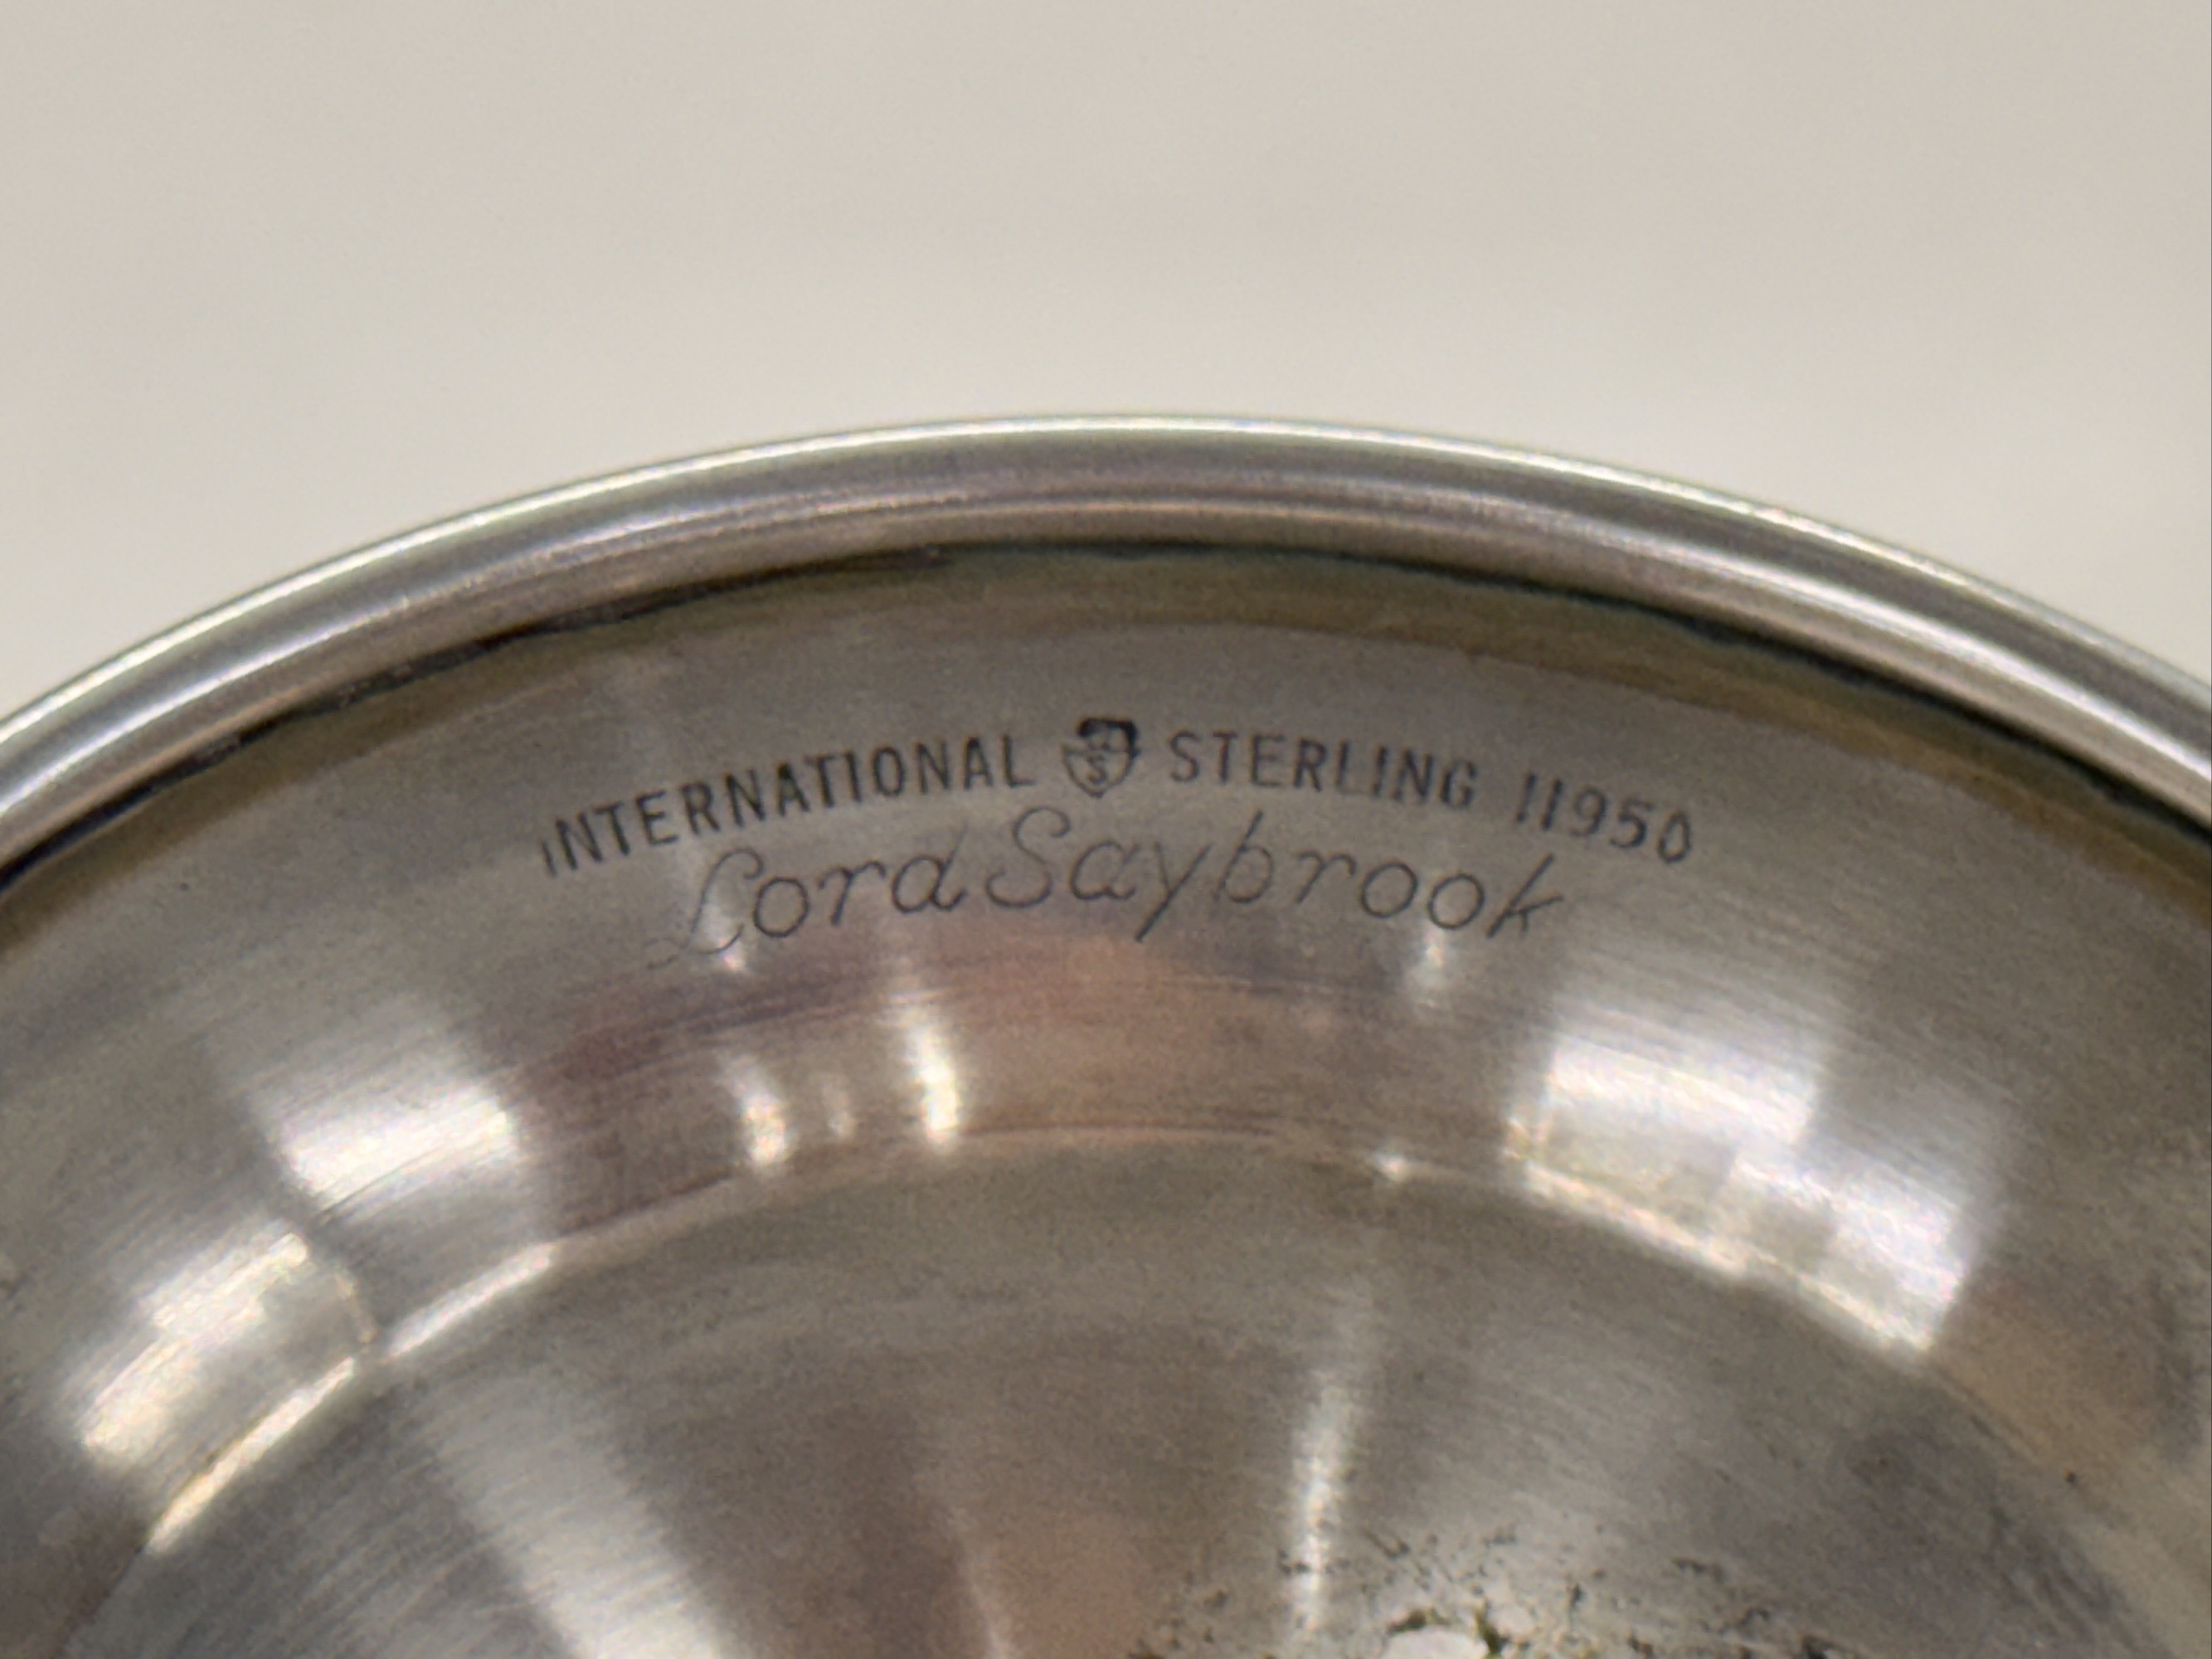 INTERNATIONAL S STERLING 11950
Lord Saybrook